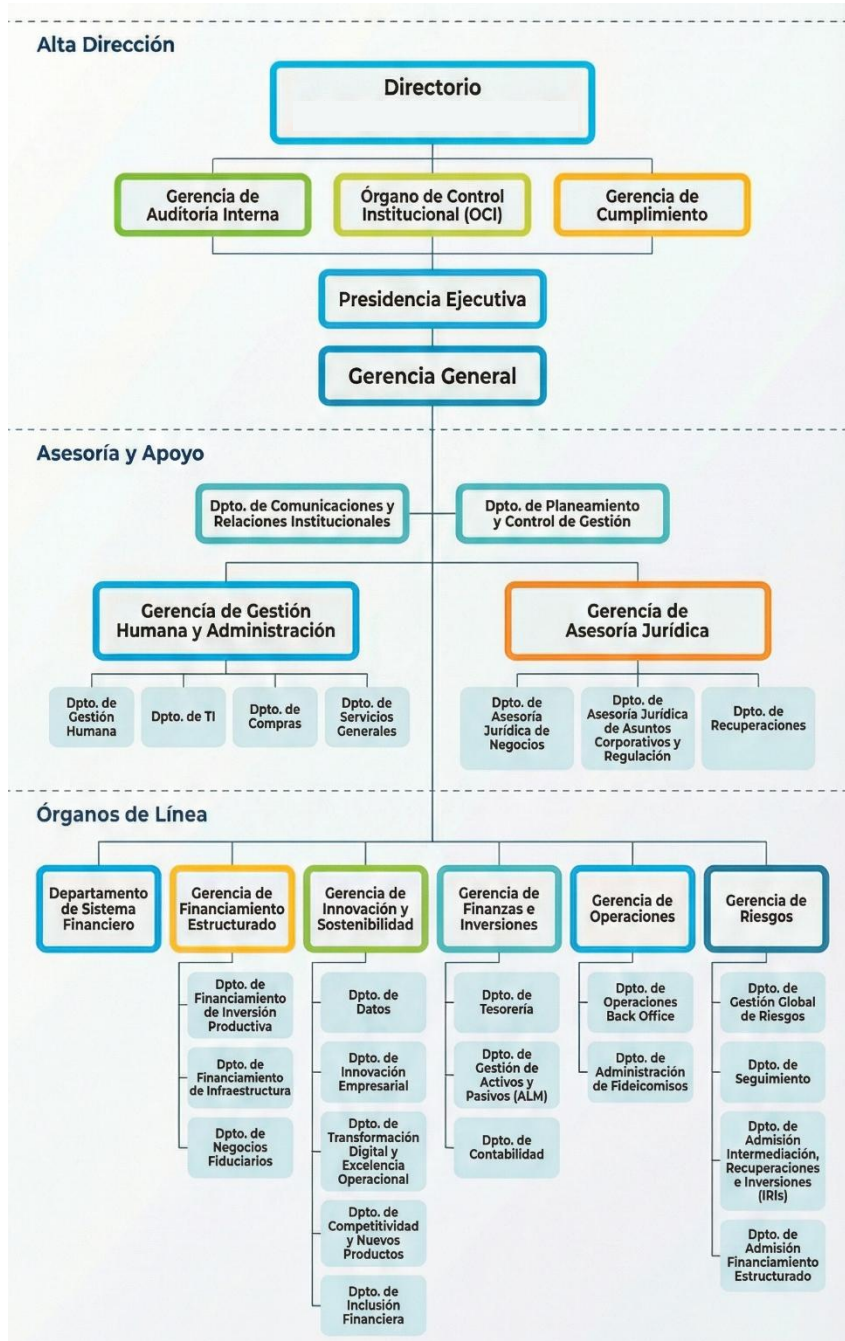 Alta Dirección
Directorio
Gerencia de
Audítoría Interna
Órgano de Control
Institucional (OCI)
Gerencia de
Cumplimiento
Presidencia Ejecutiva
Gerencia General
Asesoría y Apoyo
Dpto. de Comunicaciones y
Relaciones Institucionales
Dpto. de Planeamiento
y Control de Gestión
Gerencía de Gestión
Humana y Administración
Gerencía de
Asesoría Jurídica
Dpto. de
Gestión
Humana
Dpto. de TI
Dpto. de
Compras
Dpto. de
Servicios
Generales
Dpto. de
Asesoría
Jurídica de
Negocios
Dpto. de
Asesoría Jurídica
de Asuntos
Corporativos y
Regulación
Dpto. de
Recuperaciones
Órganos de Línea
Departamento
de Sistema
Financiero
Gerencia de
Financiamiento
Estructurado
Gerencia de
Innovación y
Sostenibilidad
Gerencia de
Finanzas e
Inversiones
Gerencia de
Operaciones
Gerencia de
Riesgos
Dpto. de
Financiamiento
de Inversión
Productiva
Dpto. de
Financiamiento
de Infraestructura
Dpto. de
Negocios
Fiduciarios
Dpto. de
Datos
Dpto. de
Innovación
Empresarial
Dpto. de
Transformación
Digital y
Excelencia
Operacional
Dpto. de
Competitividad
y Nuevos
Productos
Dpto. de
Inclusión
Financiera
Dpto. de
Tesorería
Dpto. de
Gestión de
Activos y
Pasivos (ALM)
Dpto. de
Contabilidad
Dpto. de
Operaciones
Back Office
Dpto. de
Administración
de Fideicomisos
Dpto. de
Gestión Global
de Riesgos
Dpto. de
Seguimiento
Dpto. de
Admisión
Intermediación,
Recuperaciones
e Inversiones
(IRIs)
Dpto. de
Admisión
Financiamiento
Estructurado